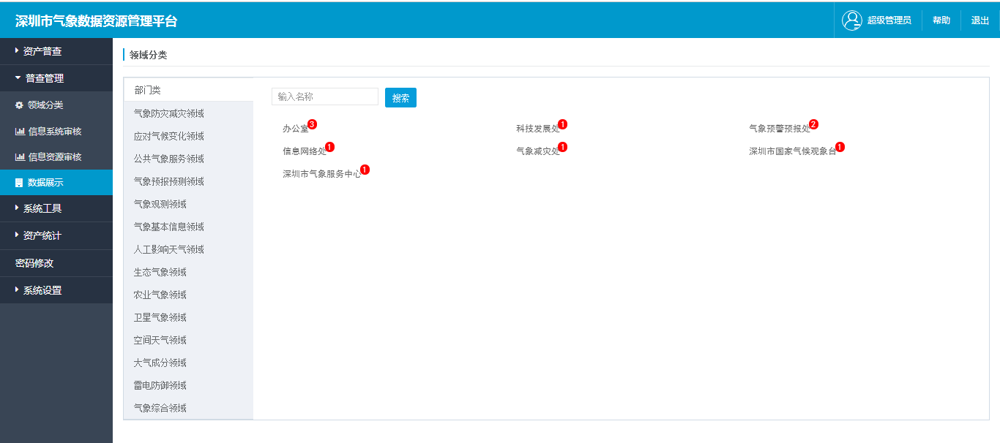 深圳市气象数据资源管理平台
超级管理员
帮助
退出
资产普查
普查管理
领域分类
信息系统审核
信息资源审核
数据展示
系统工具
资产统计
密码修改
系统设置
领域分类
部门类
气象防灾减灾领域
应对气候变化领域
公共气象服务领域
气象预报预测领域
气象观测领域
气象基本信息领域
人工影响天气领域
生态气象领域
农业气象领域
卫星气象领域
空间天气领域
大气成分领域
雷电防御领域
气象综合领域
输入名称
搜索
办公室 3
科技发展处 1
气象预警预报处 2
信息网络处 1
气象减灾处 1
深圳市国家气候观象台 1
深圳市气象服务中心 1